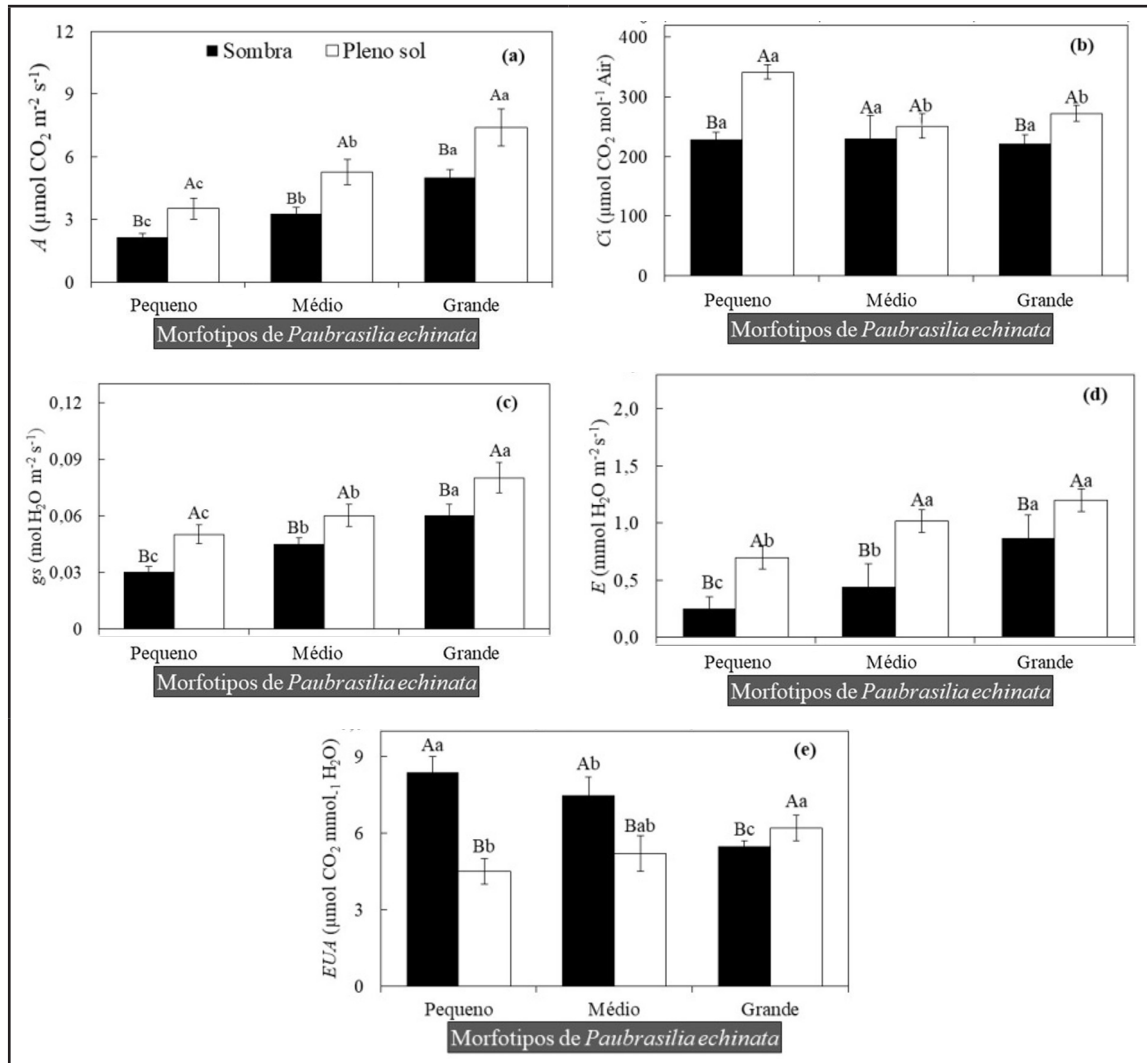 12
9
6
3
0
A (µmol CO₂ m⁻² s⁻¹)
Sombra Pleno sol
(a)
Bc Ac Bb Ab Ba Aa
Pequeno Médio Grande
Morfotipos de Paubrasilia echinata
400
300
200
100
0
Ci (µmol CO₂ mol⁻¹ Air)
(b)
Ba Aa Aa Ab Ba Ab
Pequeno Médio Grande
Morfotipos de Paubrasilia echinata
0,12
0,09
0,06
0,03
0
gs (mol H₂O m⁻² s⁻¹)
(c)
Bc Ac Bb Ab Ba Aa
Pequeno Médio Grande
Morfotipos de Paubrasilia echinata
2,0
1,5
1,0
0,5
0,0
E (mmol H₂O m⁻² s⁻¹)
(d)
Bc Ab Bb Aa Ba Aa
Pequeno Médio Grande
Morfotipos de Paubrasilia echinata
9
6
3
0
EUA (µmol CO₂ mmol₋₁ H₂O)
(e)
Aa Bb Ab Bab Bc Aa
Pequeno Médio Grande
Morfotipos de Paubrasilia echinata